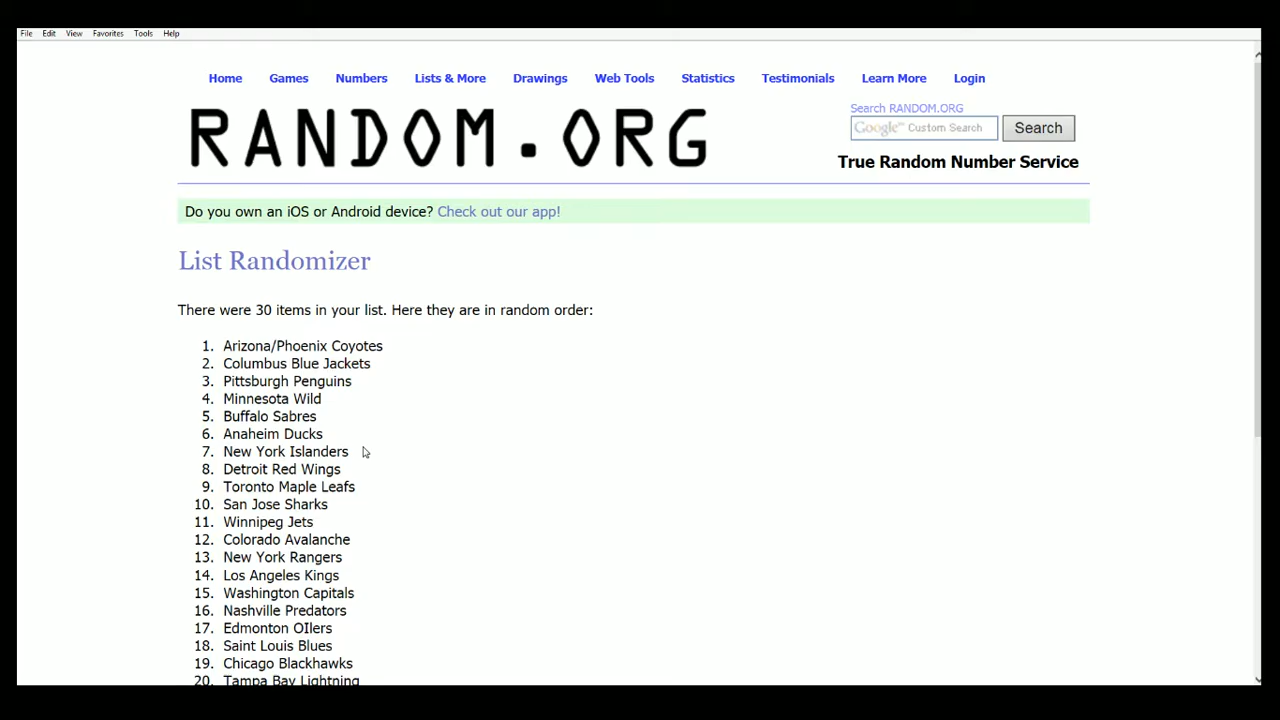 File Edit View Favorites Tools Help
Home Games Numbers Lists & More Drawings Web Tools Statistics Testimonials Learn More Login
RANDOM.ORG
Search RANDOM.ORG
Google™ Custom Search Search
True Random Number Service
Do you own an iOS or Android device? Check out our app!
List Randomizer
There were 30 items in your list. Here they are in random order:
1. Arizona/Phoenix Coyotes
2. Columbus Blue Jackets
3. Pittsburgh Penguins
4. Minnesota Wild
5. Buffalo Sabres
6. Anaheim Ducks
7. New York Islanders
8. Detroit Red Wings
9. Toronto Maple Leafs
10. San Jose Sharks
11. Winnipeg Jets
12. Colorado Avalanche
13. New York Rangers
14. Los Angeles Kings
15. Washington Capitals
16. Nashville Predators
17. Edmonton OIlers
18. Saint Louis Blues
19. Chicago Blackhawks
20. Tampa Bay Lightning